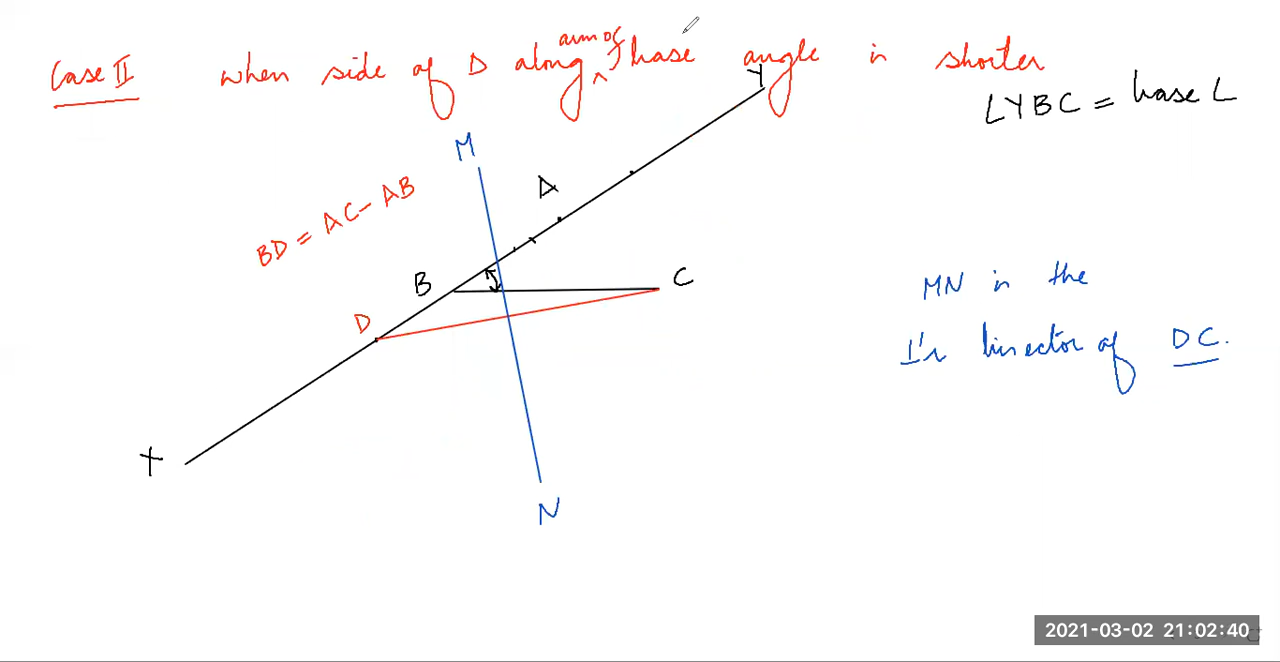 Case II when side of Δ along arm of base angle is shorter
Y
∠YBC = base ∠
M
A
BD = AC - AB
B
C
MN is the
D
⊥'r bisector of DC.
X
N
2021-03-02 21:02:40